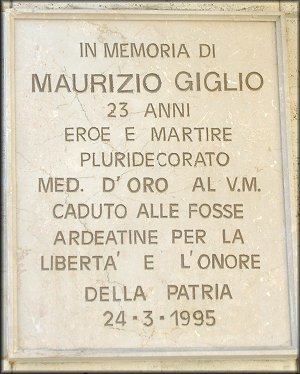 IN MEMORIA DI
MAURIZIO GIGLIO
23 ANNI
EROE E MARTIRE
PLURIDECORATO
MED. D'ORO AL V.M.
CADUTO ALLE FOSSE
ARDEATINE PER LA
LIBERTA' E L'ONORE
DELLA PATRIA
24-3-1995